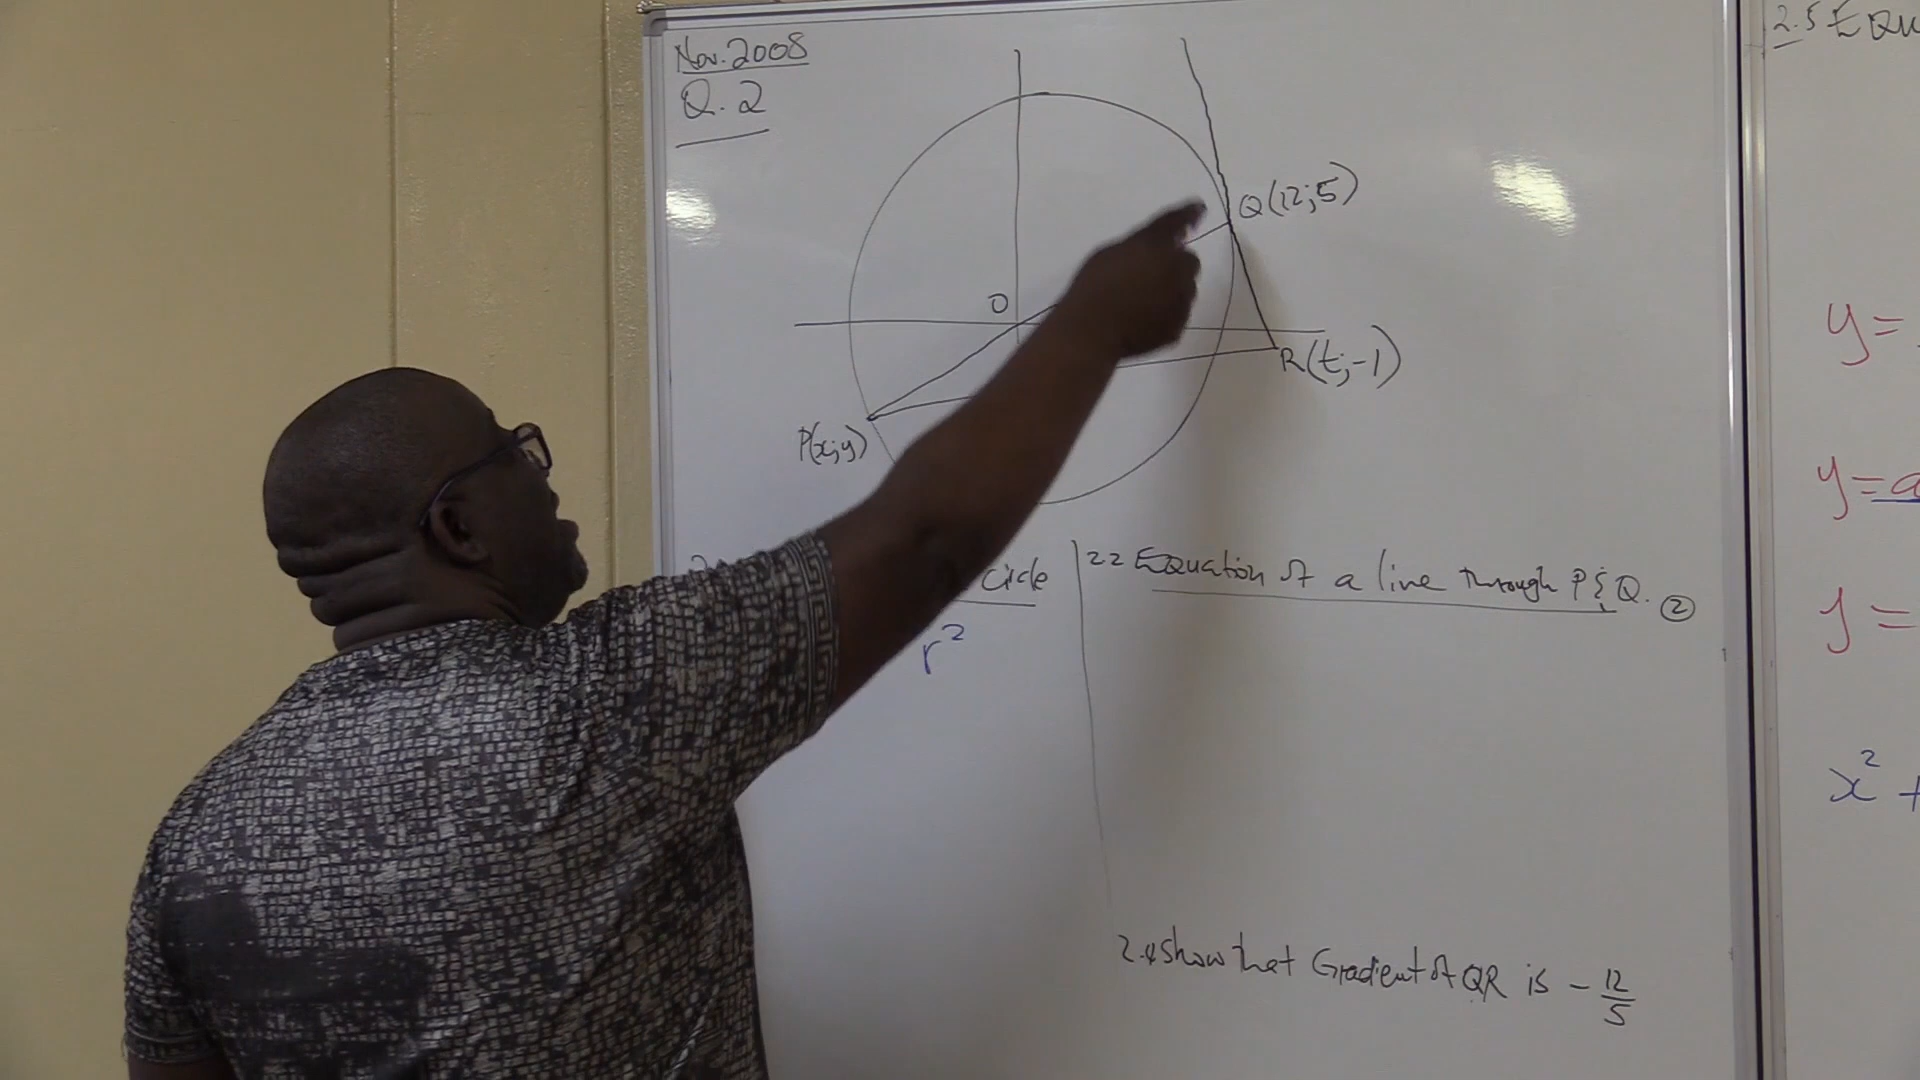 Nov. 2008
Q. 2
Q(12;5)
O
R(t;-1)
P(x;y)
Circle
r²
2.2 Equation of a line through P & Q. ②
2.4 Show that Gradient of QR is - 12/5
2.5 Equ
y =
y = a
y =
x² +